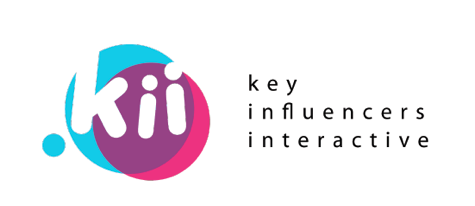 .kii
key
influencers
interactive